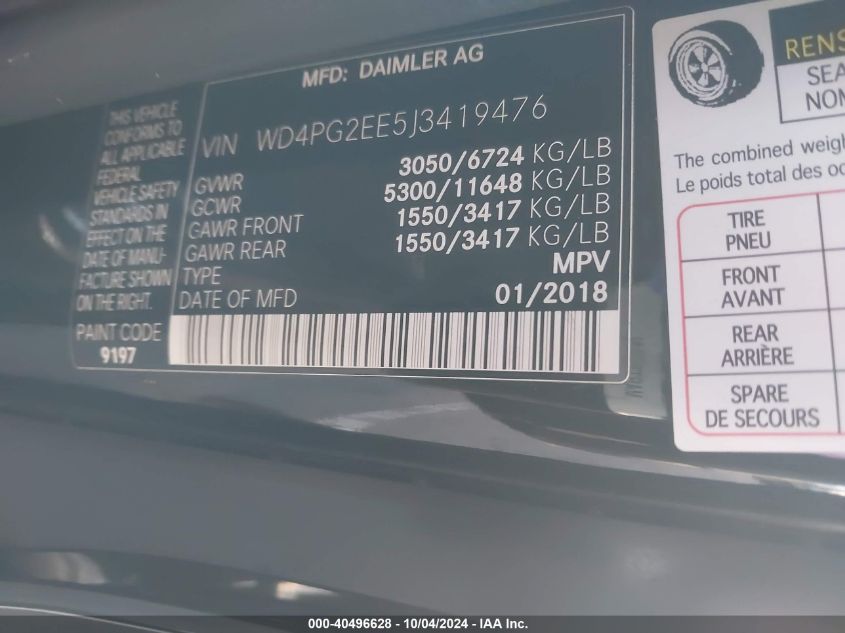 MFD: DAIMLER AG
THIS VEHICLE
CONFORMS TO
ALL APPLICABLE
FEDERAL
VEHICLE SAFETY
STANDARDS IN
EFFECT ON THE
DATE OF MANU-
FACTURE SHOWN
ON THE RIGHT.
PAINT CODE
9197
VIN WD4PG2EE5J3419476
GVWR 3050/6724 KG/LB
GCWR 5300/11648 KG/LB
GAWR FRONT 1550/3417 KG/LB
GAWR REAR 1550/3417 KG/LB
TYPE MPV
DATE OF MFD 01/2018
RENS
SEA
NOM
The combined weigh
Le poids total des oc
TIRE
PNEU
FRONT
AVANT
REAR
ARRIÈRE
SPARE
DE SECOURS
000-40496628 - 10/04/2024 - IAA Inc.